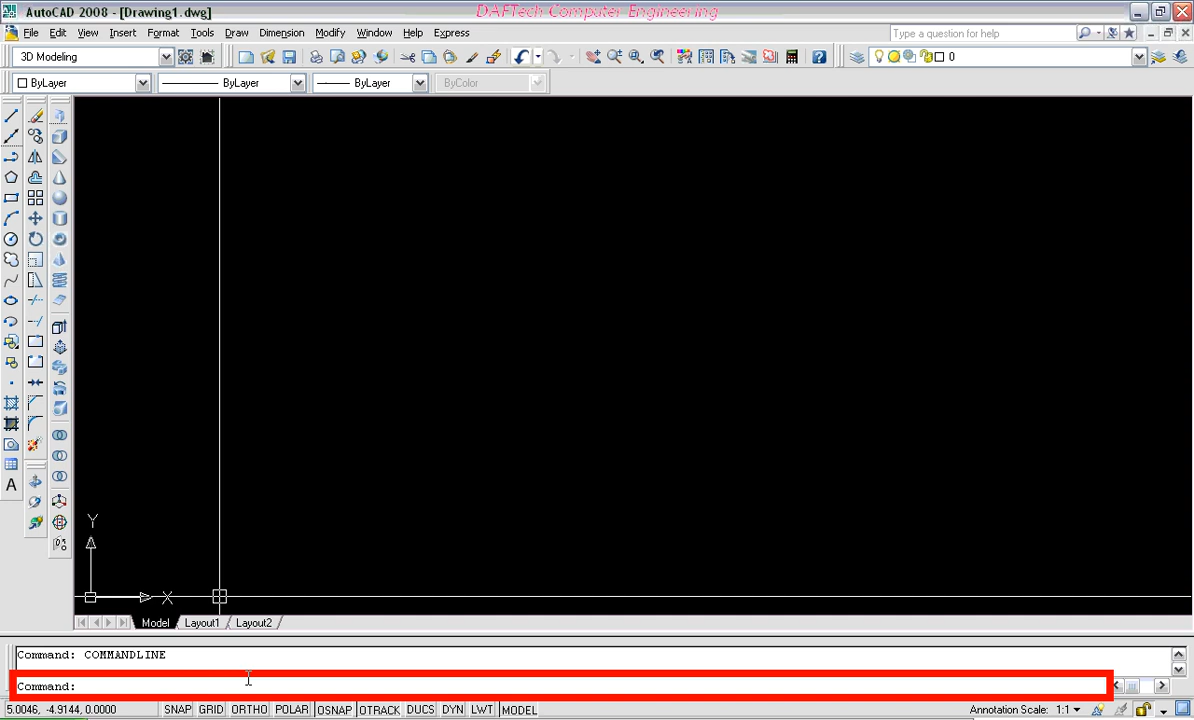 AutoCAD 2008 - [Drawing1.dwg]
DAFTech Computer Engineering
File Edit View Insert Format Tools Draw Dimension Modify Window Help Express
Type a question for help
3D Modeling
0
ByLayer
ByLayer
ByLayer
ByColor
A
Y
X
Model Layout1 Layout2
Command: COMMANDLINE
Command:
5.0046, -4.9144, 0.0000
SNAP GRID ORTHO POLAR OSNAP OTRACK DUCS DYN LWT MODEL
Annotation Scale: 1:1